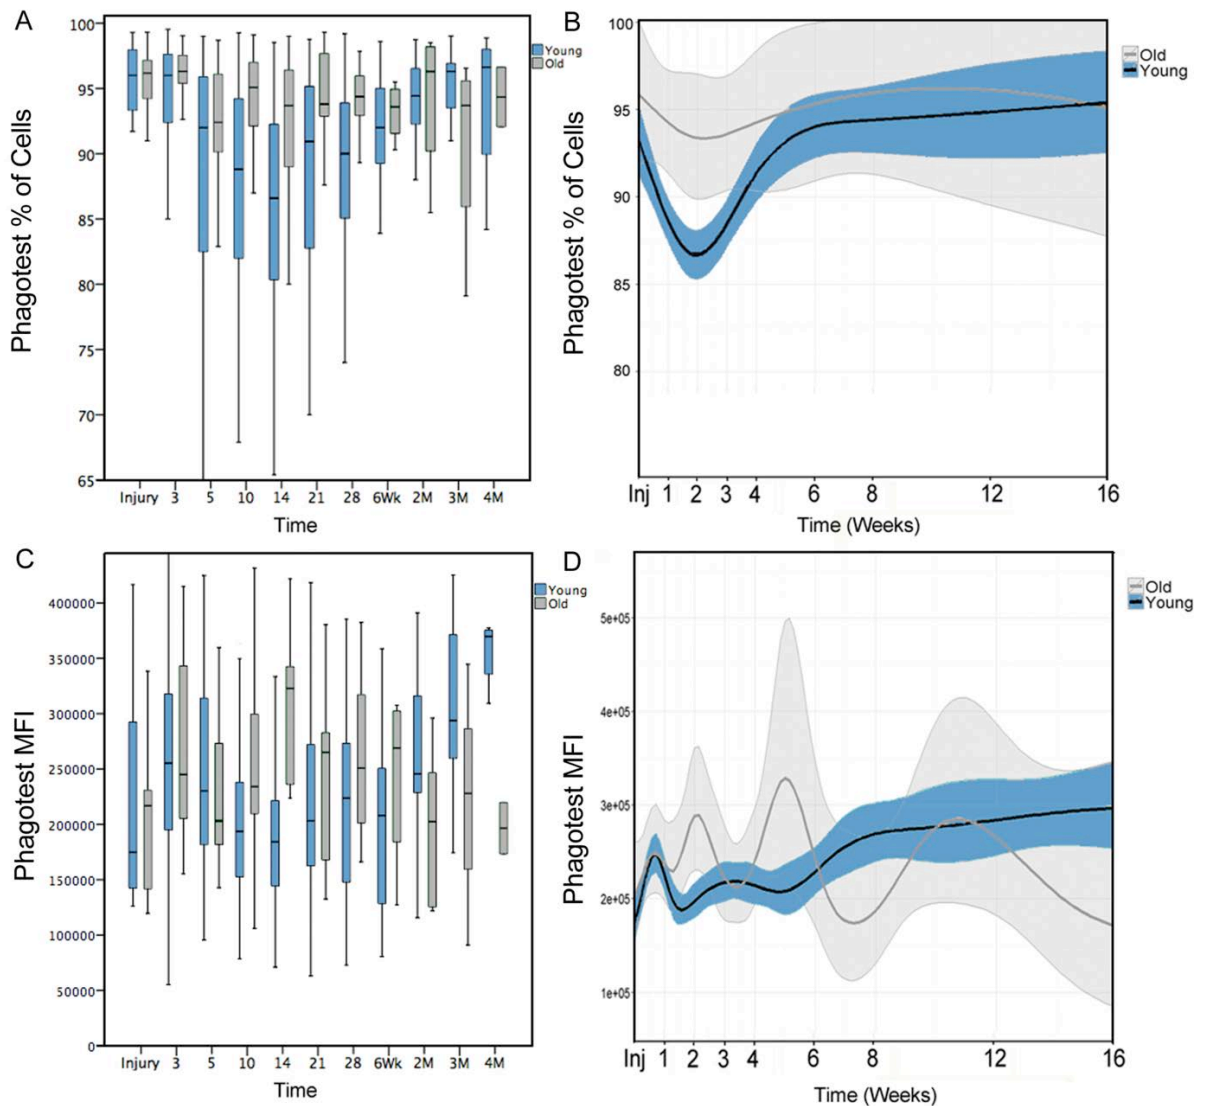 A
Phagotest % of Cells
100
95
90
85
80
75
70
65
Injury 3 5 10 14 21 28 6Wk 2M 3M 4M
Time
Young
Old
B
Phagotest % of Cells
100
95
90
85
80
Inj 1 2 3 4 6 8 12 16
Time (Weeks)
Old
Young
C
Phagotest MFI
400000
350000
300000
250000
200000
150000
100000
50000
0
Injury 3 5 10 14 21 28 6Wk 2M 3M 4M
Time
Young
Old
D
Phagotest MFI
5e+05
4e+05
3e+05
2e+05
1e+05
Inj 1 2 3 4 6 8 12 16
Time (Weeks)
Old
Young